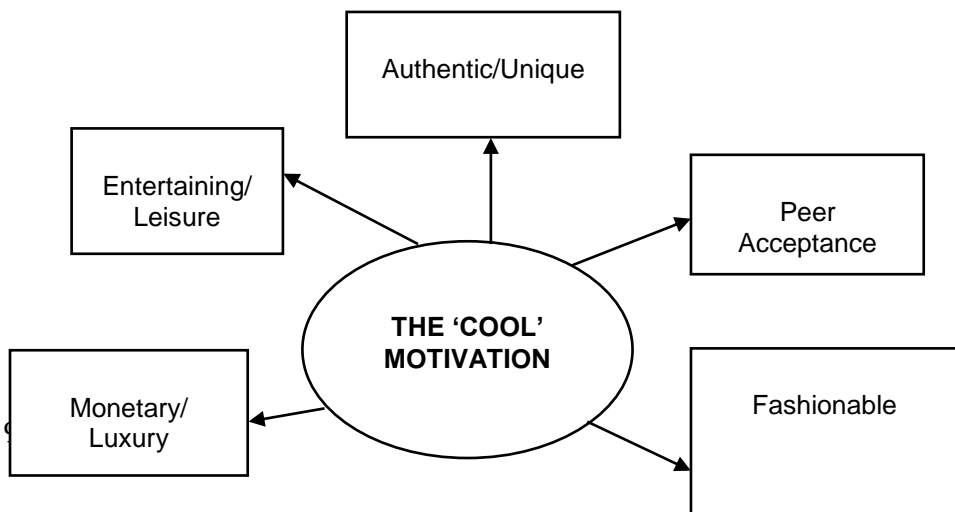 Authentic/Unique
Entertaining/
Leisure
Peer
Acceptance
THE ‘COOL’
MOTIVATION
Monetary/
Luxury
Fashionable